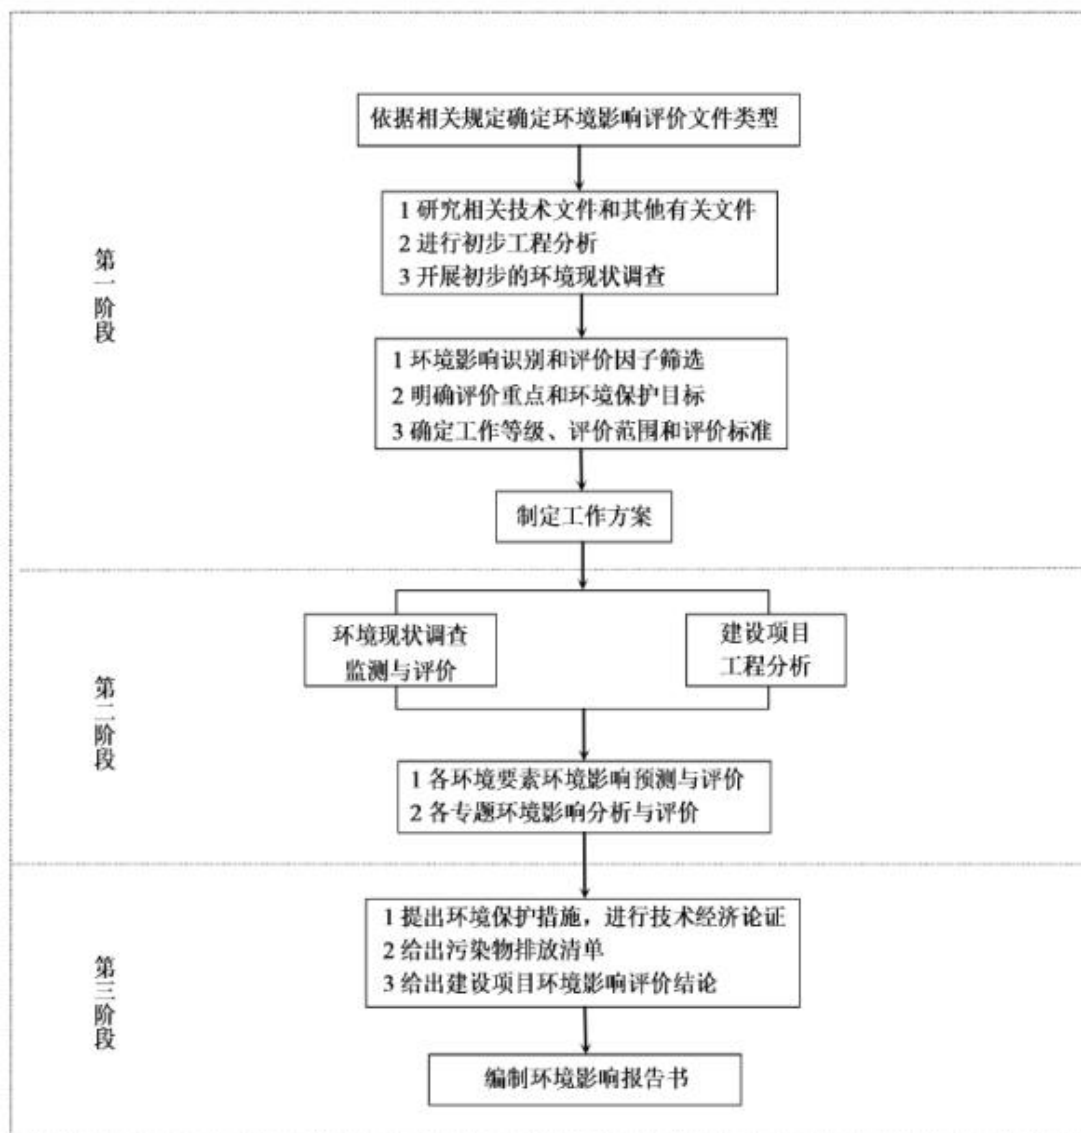 依据相关规定确定环境影响评价文件类型
1 研究相关技术文件和其他有关文件
2 进行初步工程分析
3 开展初步的环境现状调查
第一阶段
1 环境影响识别和评价因子筛选
2 明确评价重点和环境保护目标
3 确定工作等级、评价范围和评价标准
制定工作方案
环境现状调查
监测与评价
建设项目
工程分析
第二阶段
1 各环境要素环境影响预测与评价
2 各专题环境影响分析与评价
1 提出环境保护措施，进行技术经济论证
2 给出污染物排放清单
3 给出建设项目环境影响评价结论
第三阶段
编制环境影响报告书